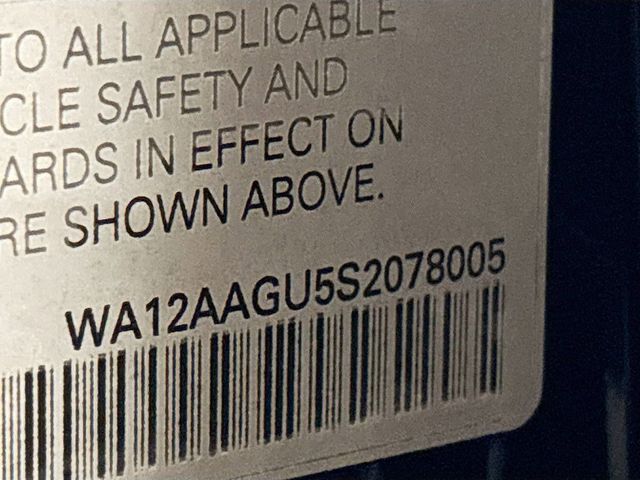 TO ALL APPLICABLE
CLE SAFETY AND
ARDS IN EFFECT ON
RE SHOWN ABOVE.
WA12AAGU5S2078005